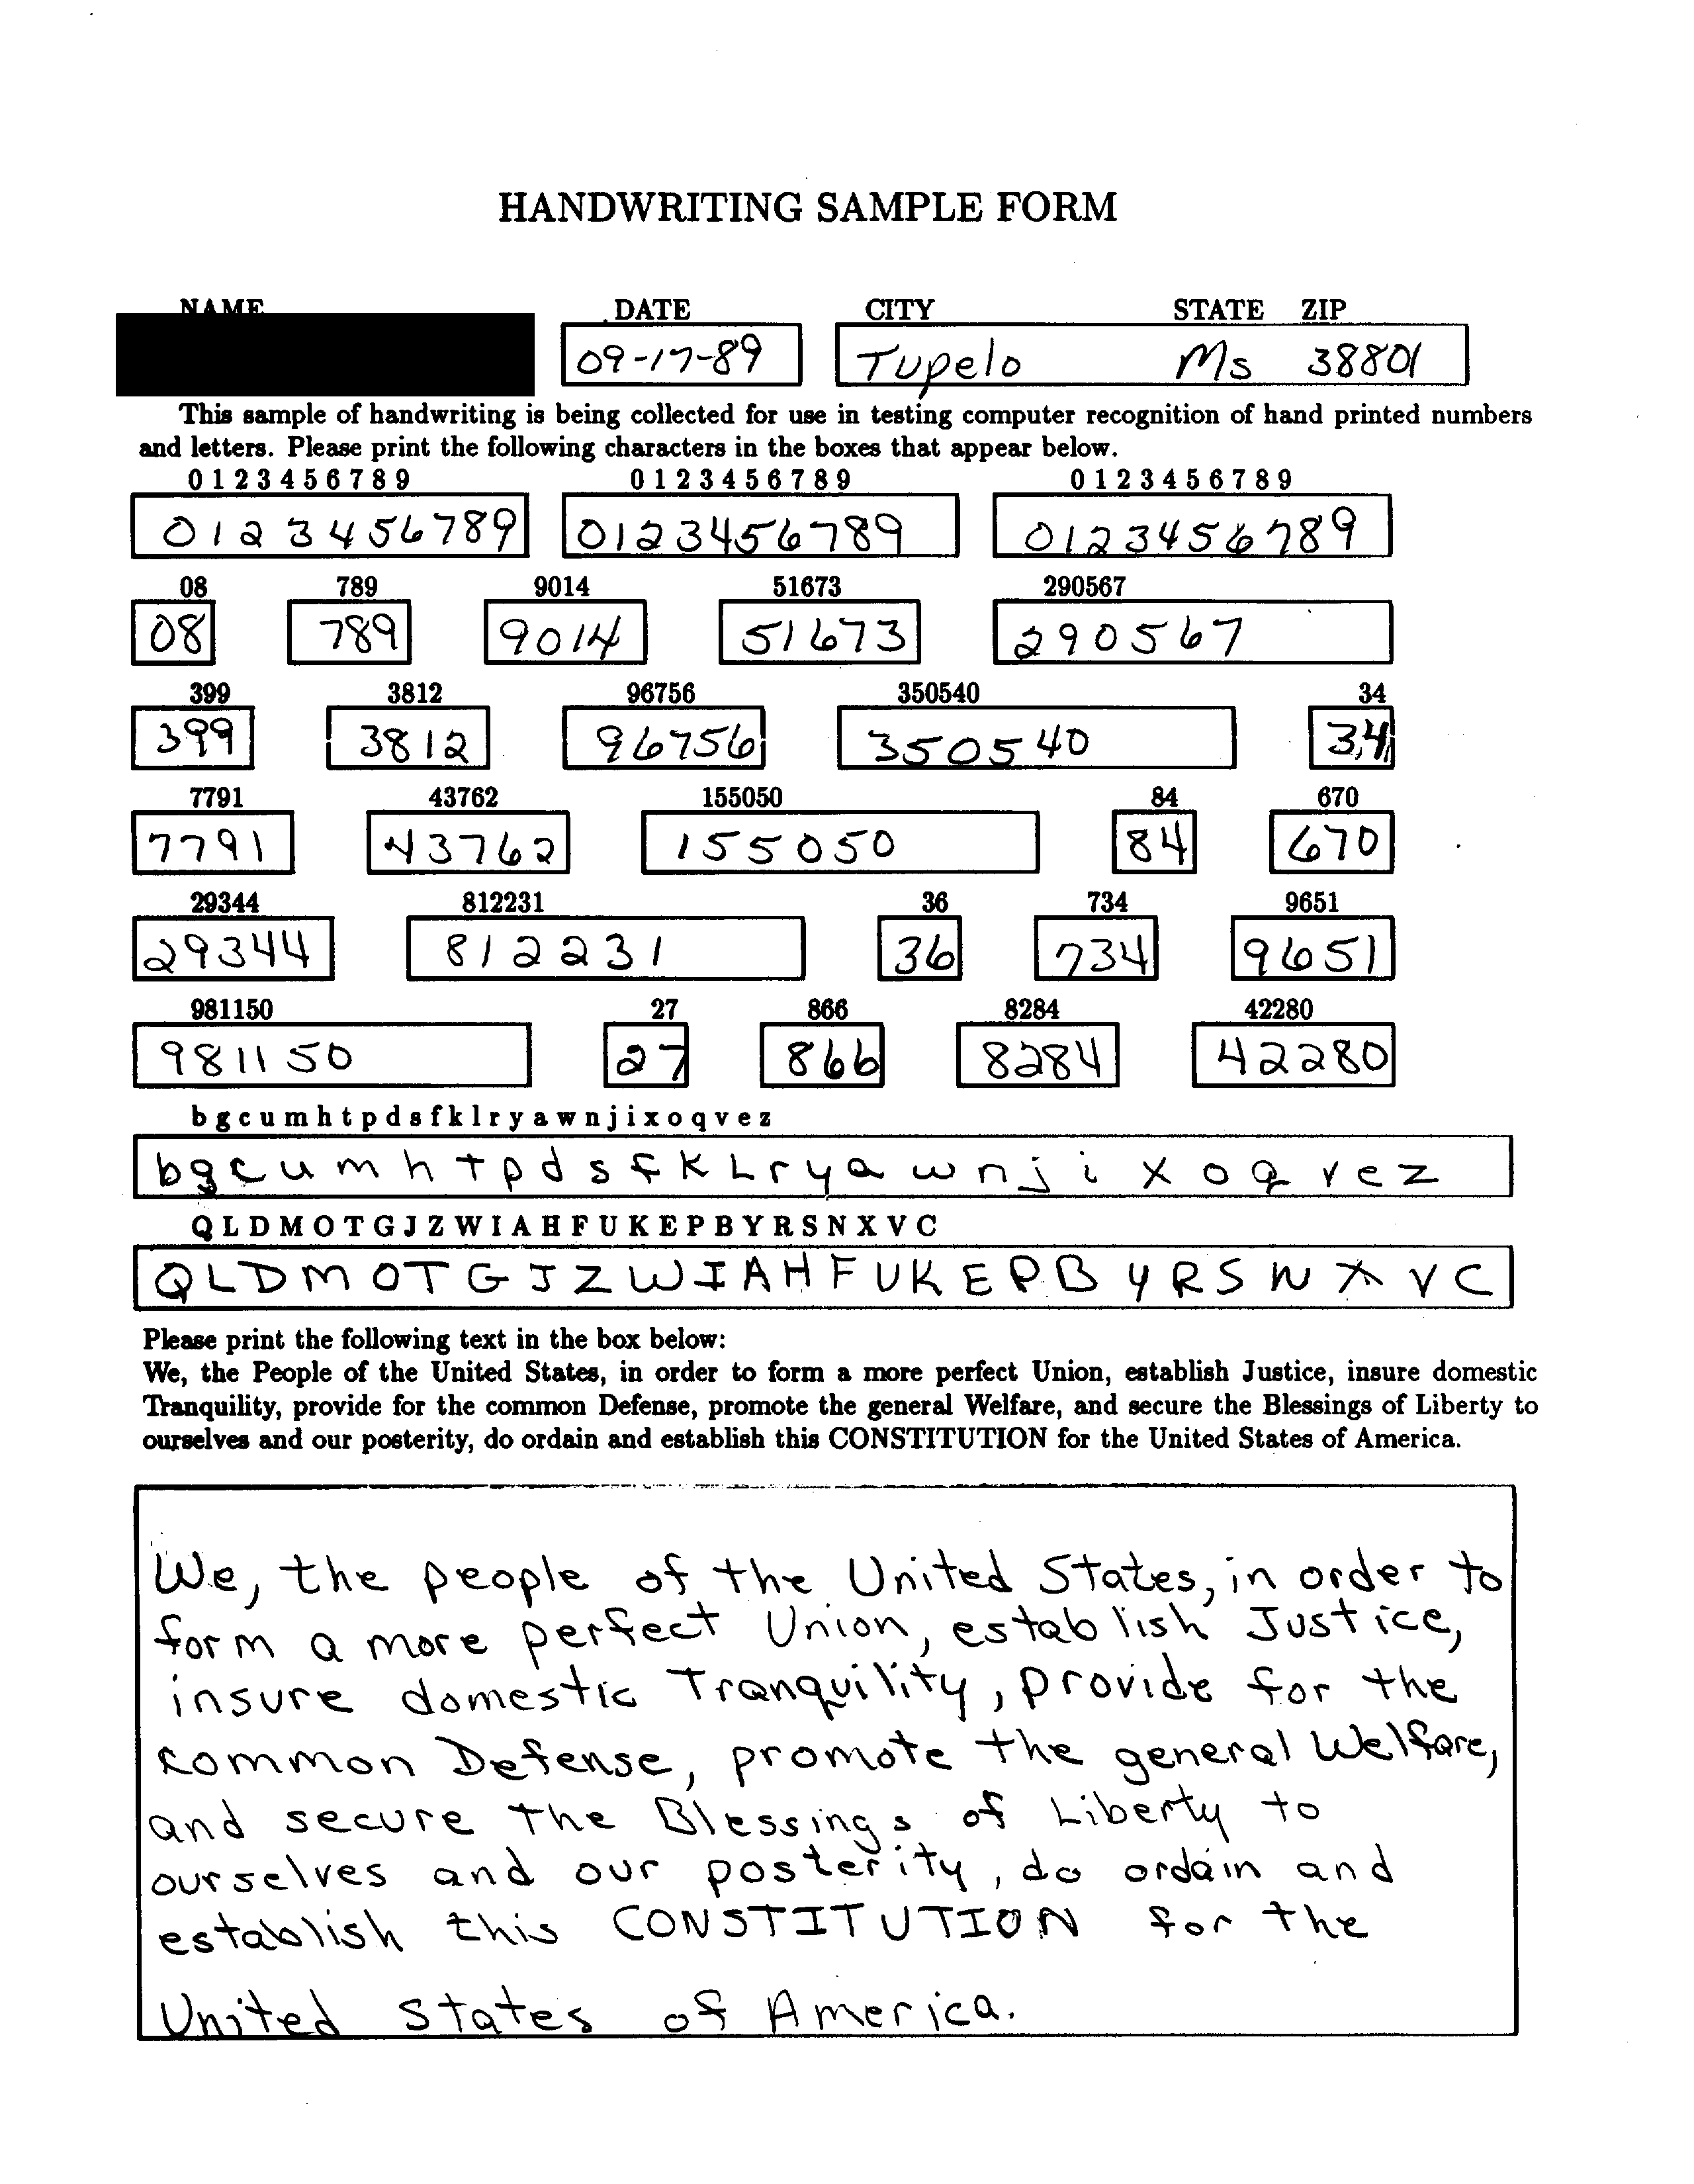 HANDWRITING SAMPLE FORM
NAME DATE CITY STATE ZIP
09-17-89 Tupelo Ms 38801
This sample of handwriting is being collected for use in testing computer recognition of hand printed numbers
and letters. Please print the following characters in the boxes that appear below.
0 1 2 3 4 5 6 7 8 9 0 1 2 3 4 5 6 7 8 9 0 1 2 3 4 5 6 7 8 9
0123456789 0123456789 0123456789
08 789 9014 51673 290567
08 789 9014 51673 290567
399 3812 96756 350540 34
399 3812 96756 350540 34
7791 43762 155050 84 670
7791 43762 155050 84 670
29344 812231 36 734 9651
29344 812231 36 734 9651
981150 27 866 8284 42280
981150 27 866 8284 42280
b g c u m h t p d s f k l r y a w n j i x o q v e z
b g c u m h t p d s f K L r y a w n j i x o q v e z
Q L D M O T G J Z W I A H F U K E P B Y R S N X V C
Q L D M O T G J Z W I A H F U K E P B Y R S N X V C
Please print the following text in the box below:
We, the People of the United States, in order to form a more perfect Union, establish Justice, insure domestic
Tranquility, provide for the common Defense, promote the general Welfare, and secure the Blessings of Liberty to
ourselves and our posterity, do ordain and establish this CONSTITUTION for the United States of America.
We, the people of the United States, in order to
form a more perfect Union, establish Justice,
insure domestic Tranquility, provide for the
common Defense, promote the general Welfare,
and secure the Blessings of Liberty to
ourselves and our posterity, do ordain and
establish this CONSTITUTION for the
United States of America.